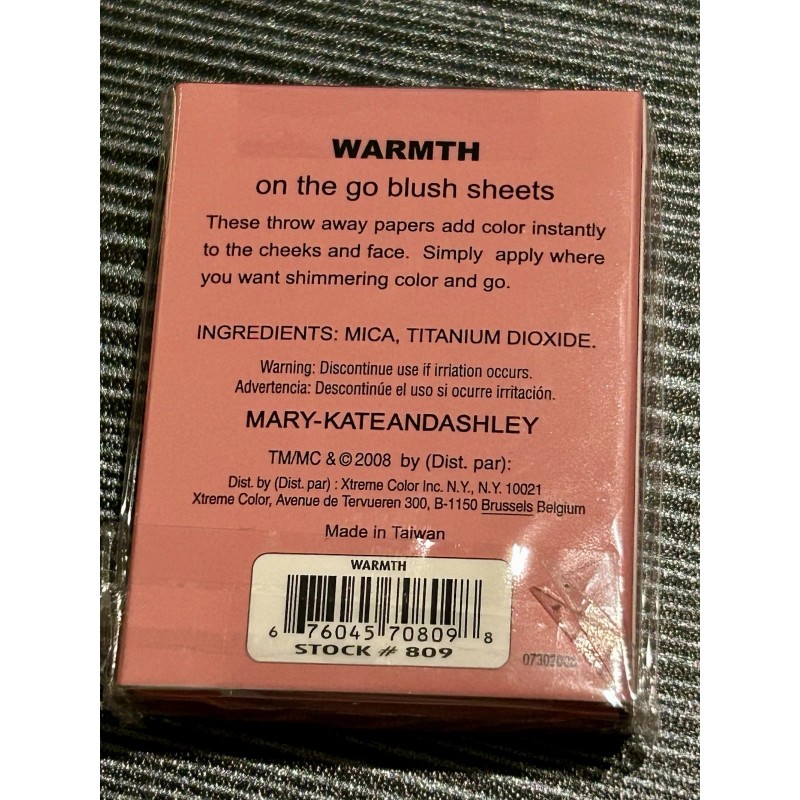 WARMTH
on the go blush sheets
These throw away papers add color instantly
to the cheeks and face. Simply apply where
you want shimmering color and go.
INGREDIENTS: MICA, TITANIUM DIOXIDE.
Warning: Discontinue use if irriation occurs.
Advertencia: Descontinúe el uso si ocurre irritación.
MARY-KATEANDASHLEY
TM/MC & © 2008 by (Dist. par):
Dist. by (Dist. par) : Xtreme Color Inc. N.Y., N.Y. 10021
Xtreme Color, Avenue de Tervueren 300, B-1150 Brussels Belgium
Made in Taiwan
WARMTH
6 76045 70809 8
STOCK # 809